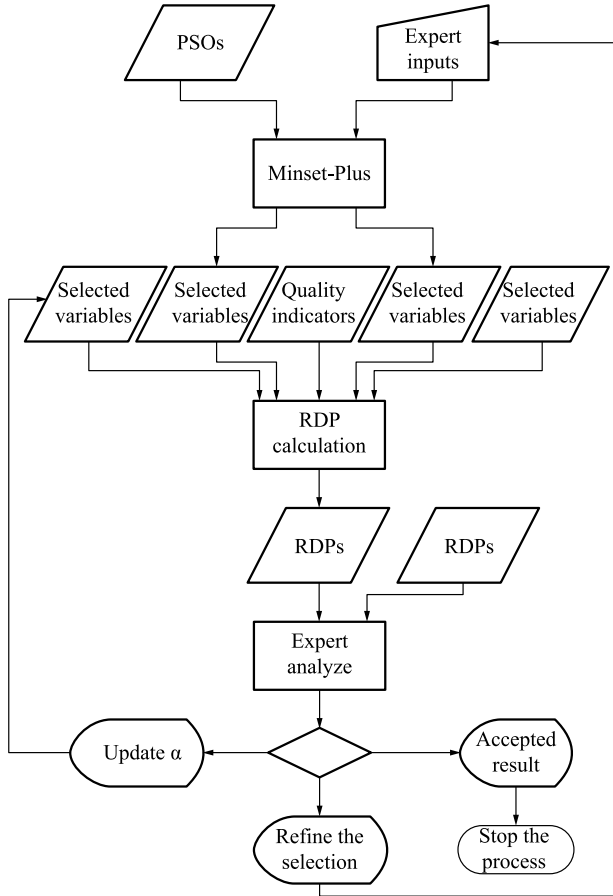 PSOs
Expert
inputs
Minset-Plus
Selected
variables
Selected
variables
Quality
indicators
Selected
variables
Selected
variables
RDP
calculation
RDPs
RDPs
Expert
analyze
Update α
Accepted
result
Refine the
selection
Stop the
process